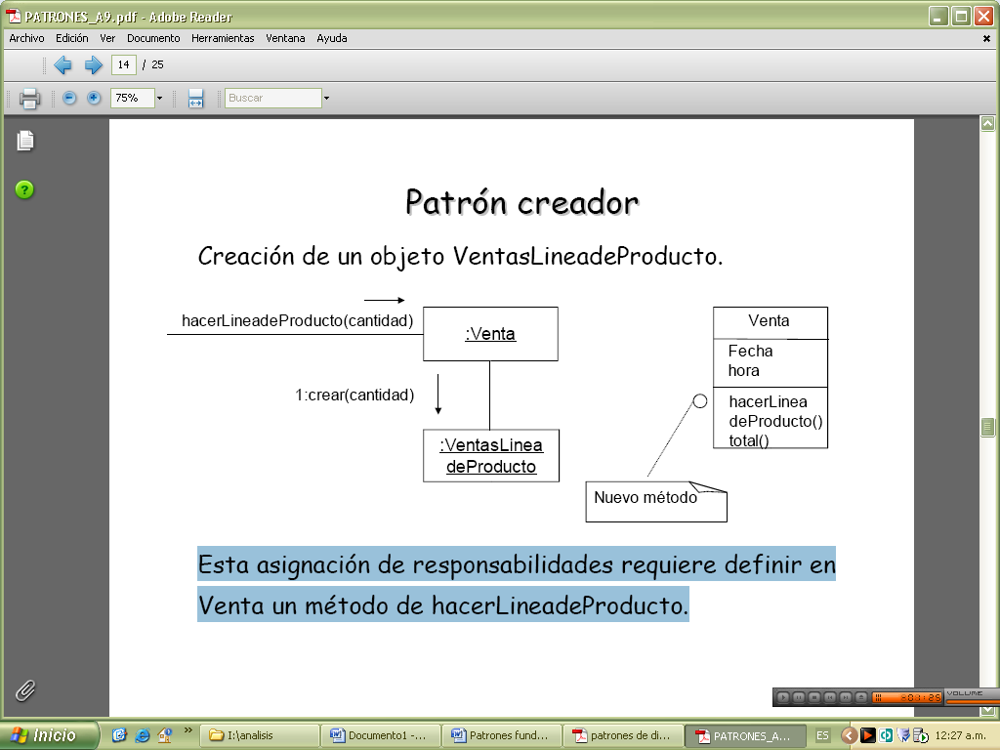 PATRONES_A9.pdf - Adobe Reader
Archivo Edición Ver Documento Herramientas Ventana Ayuda
14 / 25
75% Buscar
Patrón creador
Creación de un objeto VentasLineadeProducto.
hacerLineadeProducto(cantidad)
:Venta
1:crear(cantidad)
:VentasLinea
deProducto
Venta
Fecha
hora
hacerLinea
deProducto()
total()
Nuevo método
Esta asignación de responsabilidades requiere definir en
Venta un método de hacerLineadeProducto.
VOLUME
Inicio I:\analisis Documento1 -... Patrones fund... patrones de di... PATRONES_A... ES 12:27 a.m.